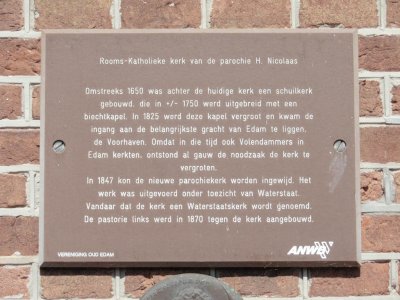 Rooms-Katholieke kerk van de parochie H. Nicolaas
Omstreeks 1650 was achter de huidige kerk een schuilkerk
gebouwd, die in +/- 1750 werd uitgebreid met een
biechtkapel. In 1825 werd deze kapel vergroot en kwam de
ingang aan de belangrijkste gracht van Edam te liggen,
de Voorhaven. Omdat in die tijd ook Volendammers in
Edam kerkten, ontstond al gauw de noodzaak de kerk te
vergroten.
In 1847 kon de nieuwe parochiekerk worden ingewijd. Het
werk was uitgevoerd onder toezicht van Waterstaat.
Vandaar dat de kerk een Waterstaatskerk wordt genoemd.
De pastorie links werd in 1870 tegen de kerk aangebouwd.
VERENIGING OUD EDAM
ANWB